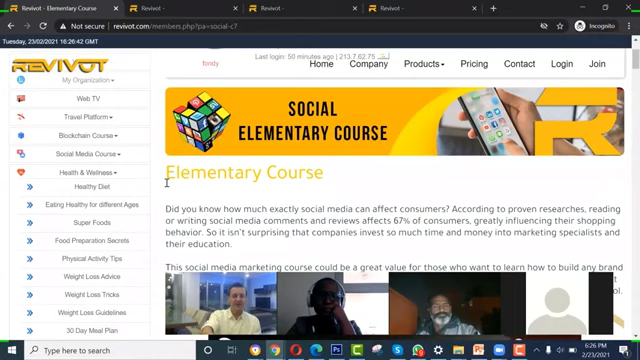 Revivot - Elementary Course
Revivot -
Revivot -
Revivot -
Not secure
revivot.com/members.php?pa=social-c7
Incognito
Tuesday, 23/02/2021 16:26:42 GMT
Last login: 50 minutes ago | 213.7.62.75
REVIVOT
Home
Company
Products
Pricing
Contact
Login
Join
My Organization
Web TV
Travel Platform
Blockchain Course
Social Media Course
Health & Wellness
Healthy Diet
Eating Healthy for different Ages
Super Foods
Food Preparation Secrets
Physical Activity Tips
Weight Loss Advice
Weight Loss Tricks
Weight Loss Guidelines
30 Day Meal Plan
SOCIAL
ELEMENTARY COURSE
Elementary Course
Did you know how much exactly social media can affect consumers? According to proven researches, reading
or writing social media comments and reviews affects 67% of consumers, greatly influencing their shopping
behavior. So it isn't surprising that companies invest so much time and money into marketing specialists and
their education.
This social media marketing course could be a great value for those who want to learn how to build any brand
Type here to search
ENG
6:26 PM
2/23/2021